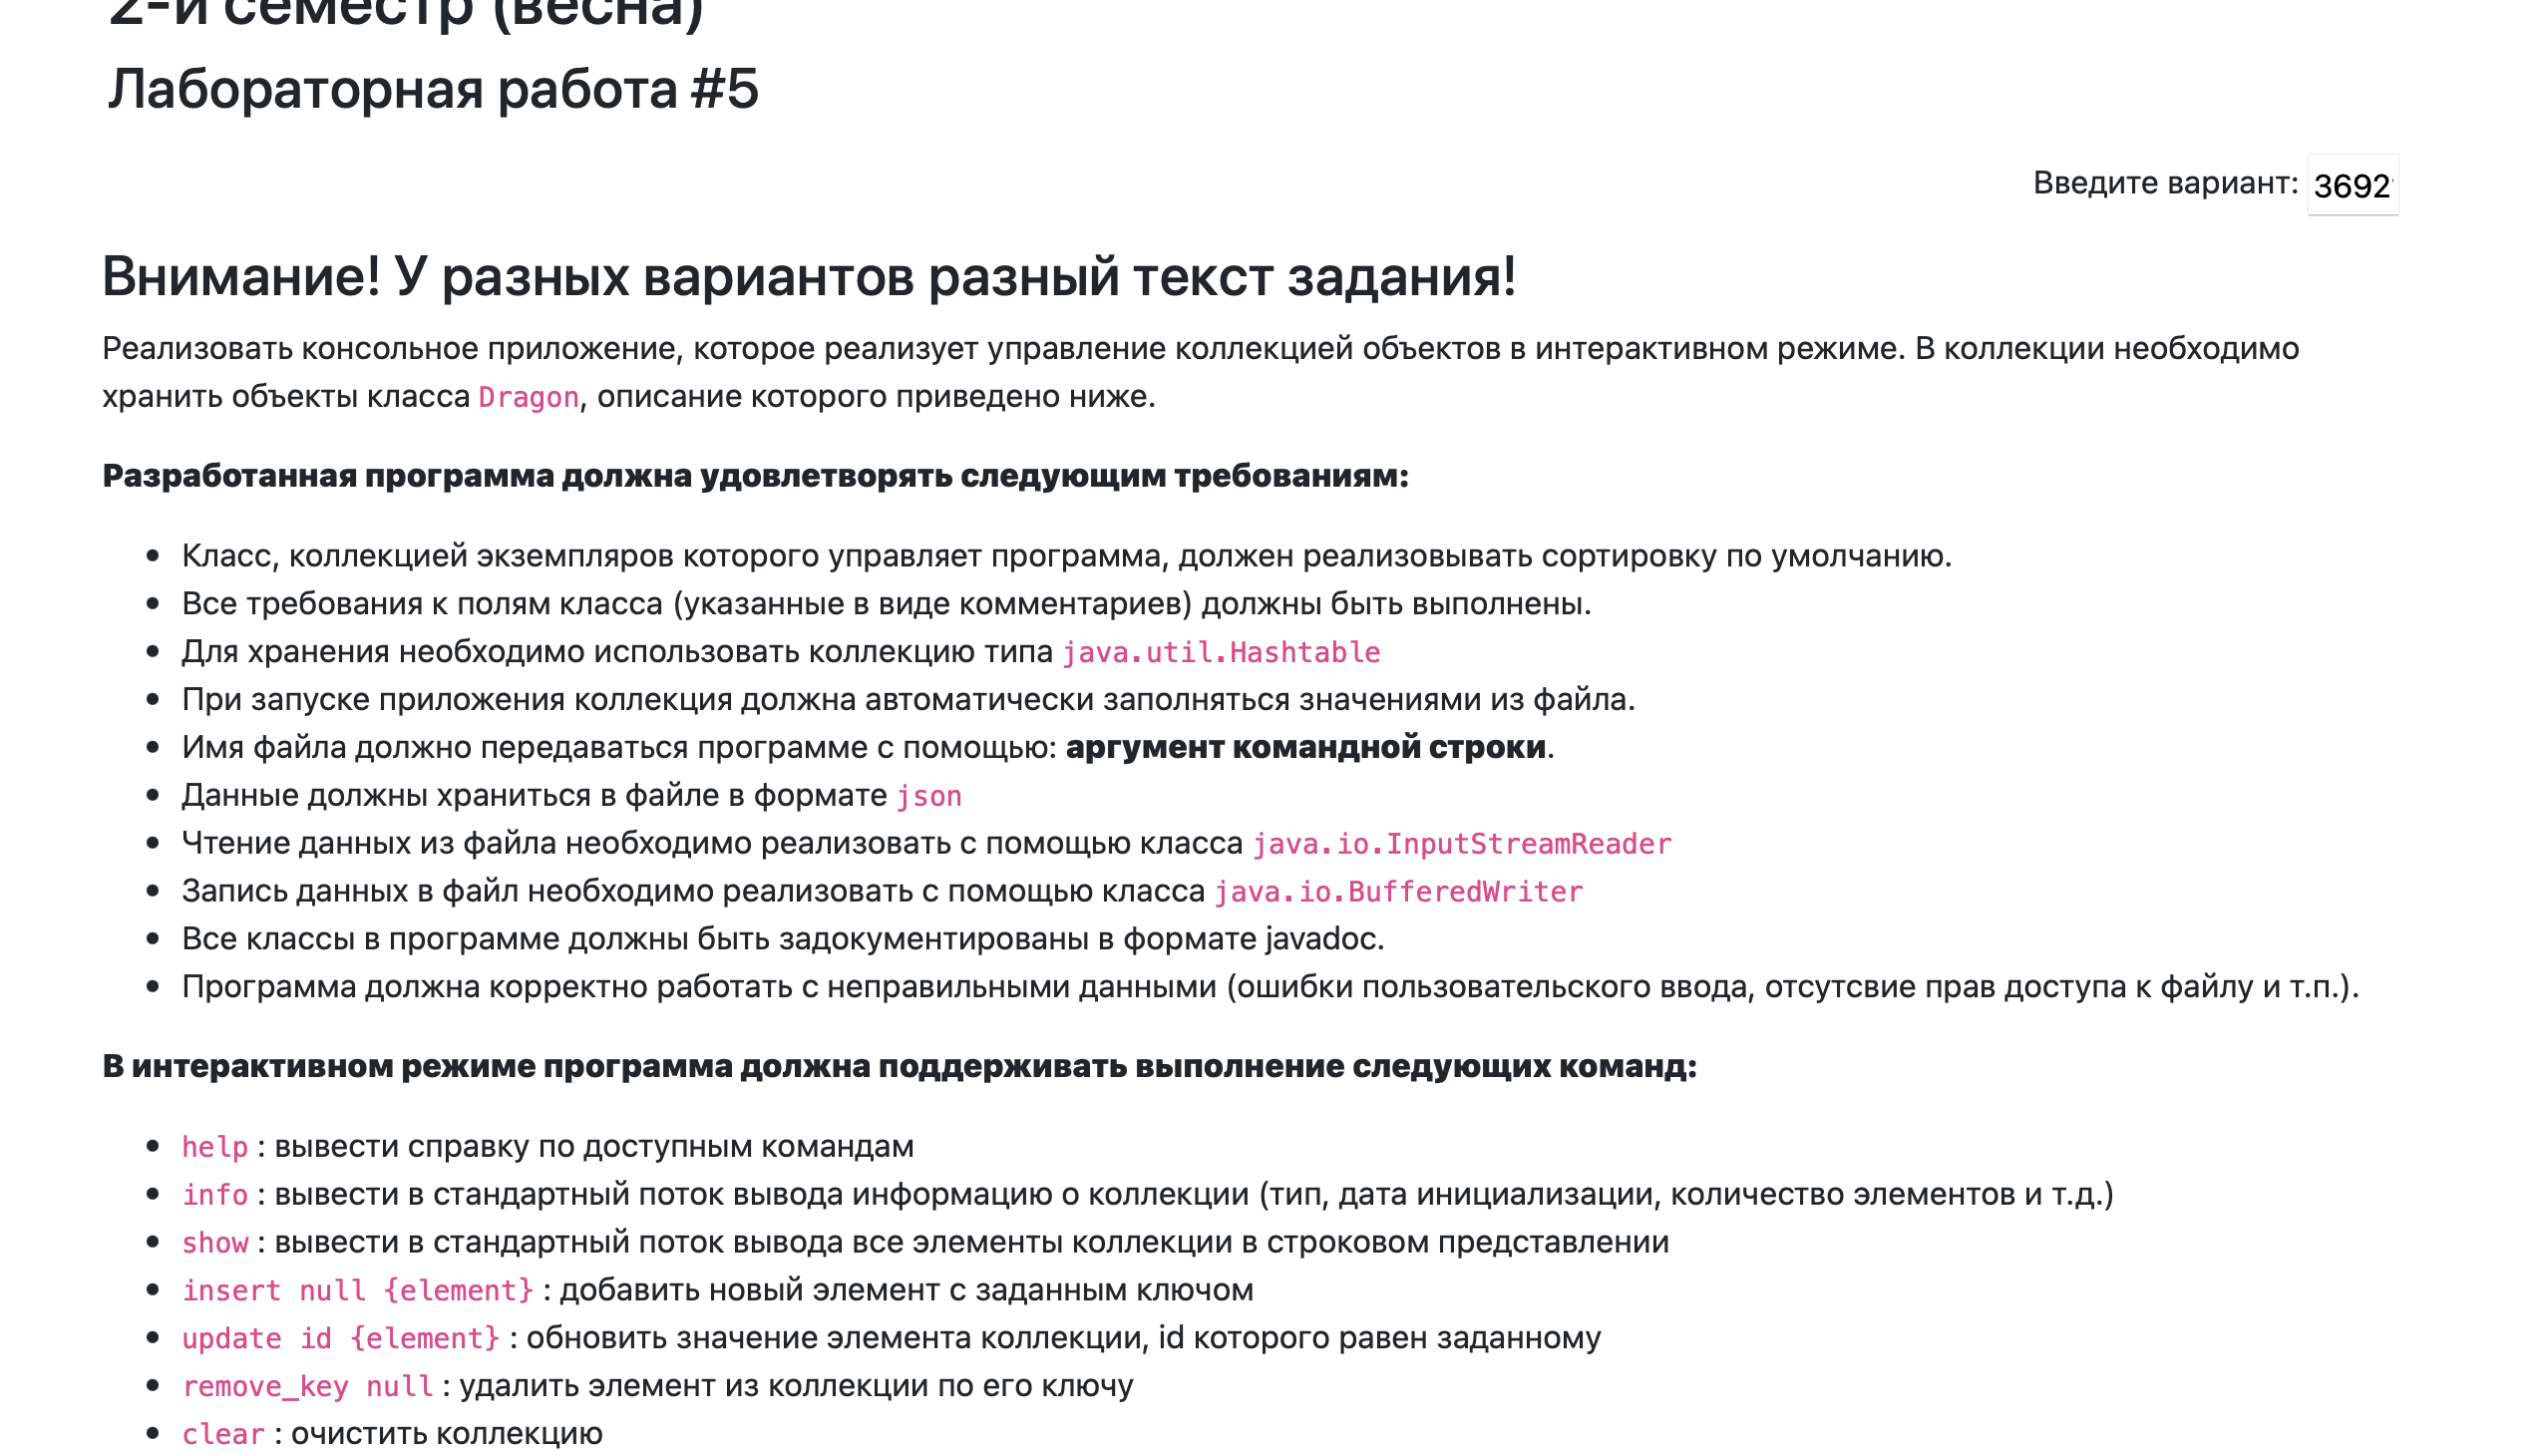 2-й семестр (весна)
Лабораторная работа #5
Введите вариант: 3692
Внимание! У разных вариантов разный текст задания!
Реализовать консольное приложение, которое реализует управление коллекцией объектов в интерактивном режиме. В коллекции необходимо
хранить объекты класса Dragon, описание которого приведено ниже.
Разработанная программа должна удовлетворять следующим требованиям:
• Класс, коллекцией экземпляров которого управляет программа, должен реализовывать сортировку по умолчанию.
• Все требования к полям класса (указанные в виде комментариев) должны быть выполнены.
• Для хранения необходимо использовать коллекцию типа java.util.Hashtable
• При запуске приложения коллекция должна автоматически заполняться значениями из файла.
• Имя файла должно передаваться программе с помощью: аргумент командной строки.
• Данные должны храниться в файле в формате json
• Чтение данных из файла необходимо реализовать с помощью класса java.io.InputStreamReader
• Запись данных в файл необходимо реализовать с помощью класса java.io.BufferedWriter
• Все классы в программе должны быть задокументированы в формате javadoc.
• Программа должна корректно работать с неправильными данными (ошибки пользовательского ввода, отсутсвие прав доступа к файлу и т.п.).
В интерактивном режиме программа должна поддерживать выполнение следующих команд:
• help : вывести справку по доступным командам
• info : вывести в стандартный поток вывода информацию о коллекции (тип, дата инициализации, количество элементов и т.д.)
• show : вывести в стандартный поток вывода все элементы коллекции в строковом представлении
• insert null {element} : добавить новый элемент с заданным ключом
• update id {element} : обновить значение элемента коллекции, id которого равен заданному
• remove_key null : удалить элемент из коллекции по его ключу
• clear : очистить коллекцию